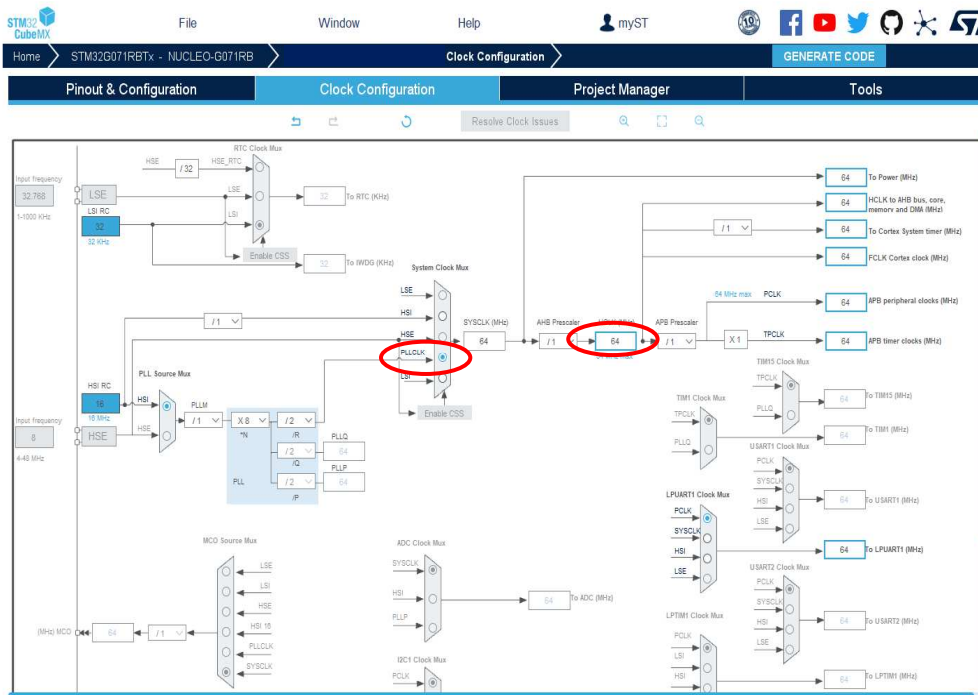 STM32 CubeMX File Window Help myST 10
Home STM32G071RBTx - NUCLEO-G071RB Clock Configuration GENERATE CODE
Pinout & Configuration Clock Configuration Project Manager Tools
Resolve Clock Issues
RTC Clock Mux
HSE /32 HSE_RTC
Input frequency
32.768
1-1000 KHz
LSE LSE
32 To RTC (KHz)
LSI RC LSI
32
32 KHz
Enable CSS
32 To IWDG (KHz)
System Clock Mux
LSE
HSI
/1
HSE
PLLCLK
LSI
Enable CSS
SYSCLK (MHz)
64
AHB Prescaler
/1
64
APB Prescaler
/1
64 To Power (MHz)
64 HCLK to AHB bus, core,
memory and DMA (MHz)
/1 64 To Cortex System timer (MHz)
64 FCLK Cortex clock (MHz)
64 MHz max PCLK
64 APB peripheral clocks (MHz)
X 1 TPCLK 64 APB timer clocks (MHz)
HSI RC
16
16 MHz
PLL Source Mux
HSI
HSE
Input frequency
8
4-48 MHz
HSE
PLLM
/1
X 8
*N
/2
/R
PLLQ
/2 64
/Q
PLLP
PLL /2 64
/P
TIM15 Clock Mux
TPCLK
PLLQ
64 To TIM15 (MHz)
TIM1 Clock Mux
TPCLK
PLLQ
64 To TIM1 (MHz)
USART1 Clock Mux
PCLK
SYSCLK
HSI
LSE
64 To USART1 (MHz)
LPUART1 Clock Mux
PCLK
SYSCLK
HSI
LSE
64 To LPUART1 (MHz)
USART2 Clock Mux
PCLK
SYSCLK
HSI
LSE
64 To USART2 (MHz)
LPTIM1 Clock Mux
PCLK
LSI
HSI
64 To LPTIM1 (MHz)
MCO Source Mux
LSE
LSI
HSE
HSI 16
PLLCLK
SYSCLK
(MHz) MCO 64 /1
ADC Clock Mux
SYSCLK
HSI
PLLP
64 To ADC (MHz)
I2C1 Clock Mux
PCLK